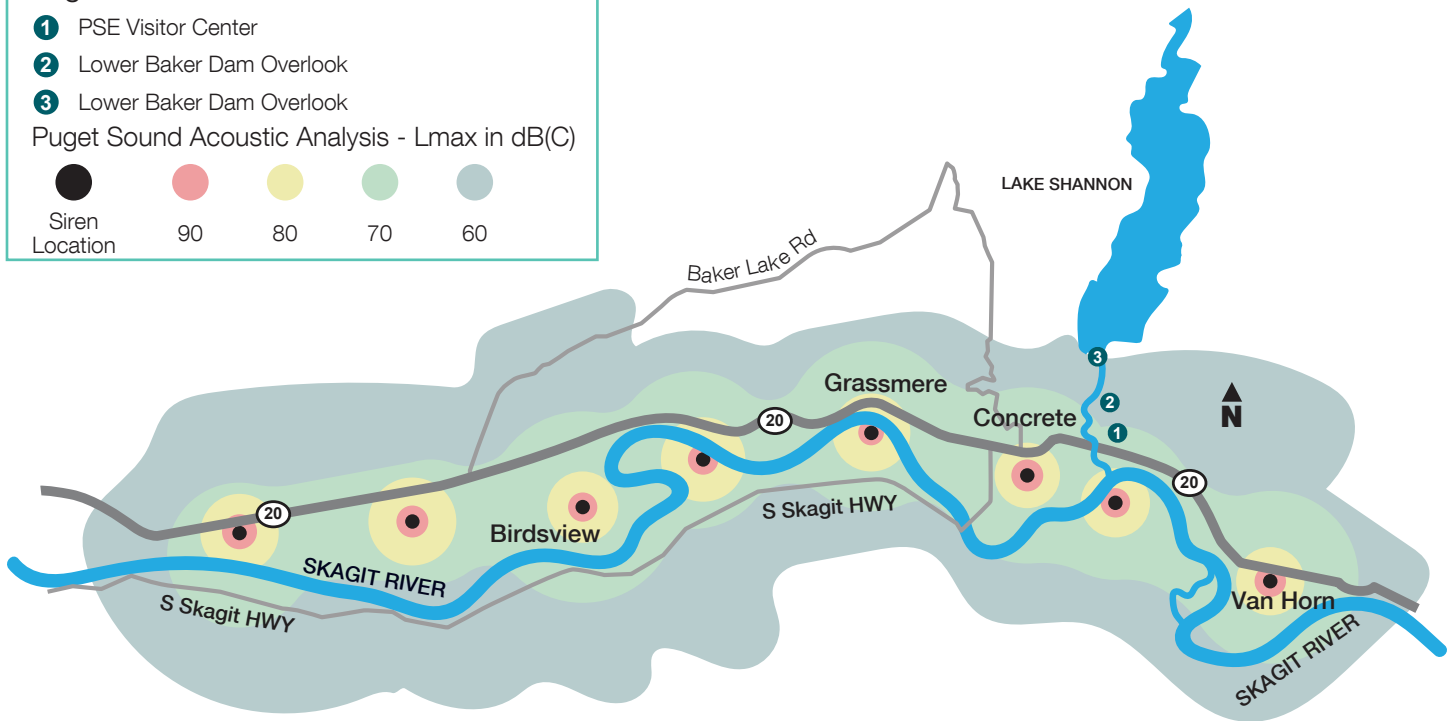 1 PSE Visitor Center
2 Lower Baker Dam Overlook
3 Lower Baker Dam Overlook
Puget Sound Acoustic Analysis - Lmax in dB(C)
Siren
Location
90
80
70
60
LAKE SHANNON
Baker Lake Rd
3
Grassmere
2
N
Concrete
1
20
20
S Skagit HWY
20
Birdsview
SKAGIT RIVER
S Skagit HWY
Van Horn
SKAGIT RIVER